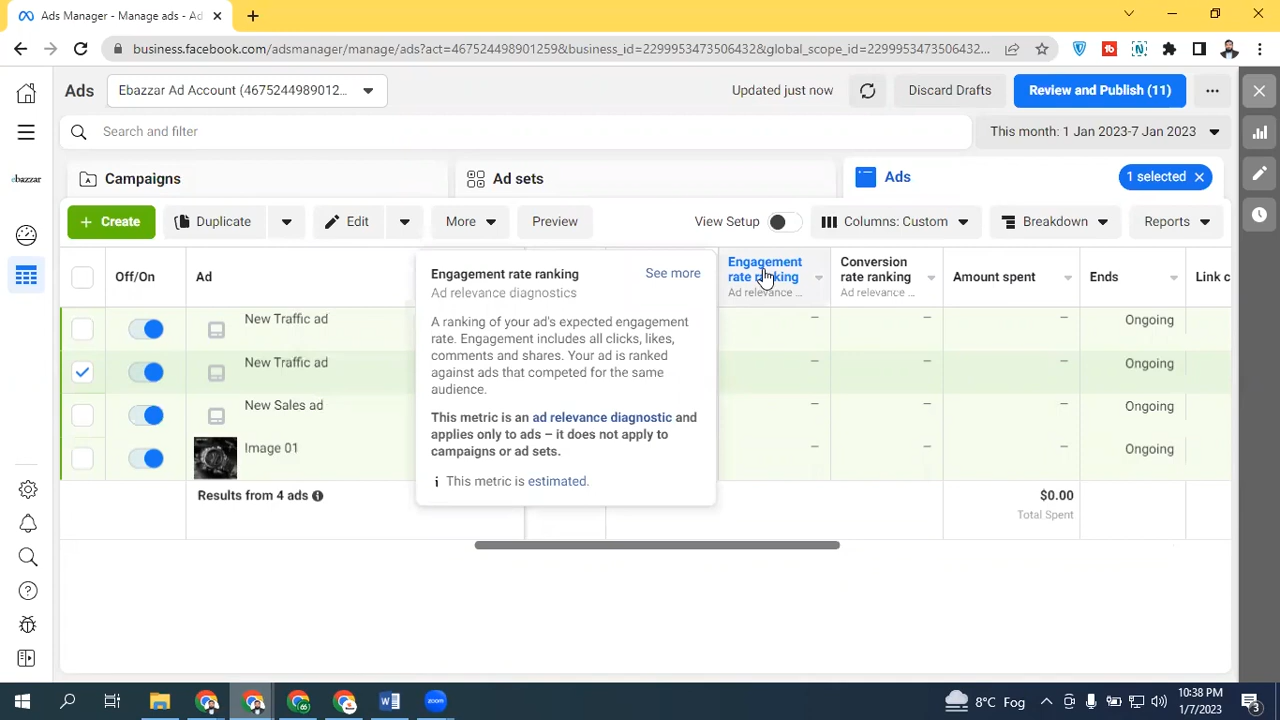 Ads Manager - Manage ads - Ad
business.facebook.com/adsmanager/manage/ads?act=467524498901259&business_id=2299953473506432&global_scope_id=2299953473506432...
Ads
Ebazzar Ad Account (4675244989012...
Updated just now
Discard Drafts
Review and Publish (11)
Search and filter
This month: 1 Jan 2023-7 Jan 2023
Campaigns
Ad sets
Ads
1 selected
ebazzar
Create
Duplicate
Edit
More
Preview
View Setup
Columns: Custom
Breakdown
Reports
Off/On
Ad
Engagement rate ranking
See more
Ad relevance diagnostics
A ranking of your ad's expected engagement
rate. Engagement includes all clicks, likes,
comments and shares. Your ad is ranked
against ads that competed for the same
audience.
This metric is an ad relevance diagnostic and
applies only to ads – it does not apply to
campaigns or ad sets.
This metric is estimated.
Engagement
rate ranking
Ad relevance ...
Conversion
rate ranking
Ad relevance ...
Amount spent
Ends
Link c
New Traffic ad
– – – Ongoing
New Traffic ad
– – – Ongoing
New Sales ad
– – – Ongoing
Image 01
– – – Ongoing
Results from 4 ads
$0.00
Total Spent
8°C Fog
10:38 PM
1/7/2023
3